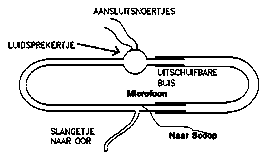 AANSLUITSNOERTJES
LUIDSPREKERTJE
UITSCHUIFBARE
BUIS
Microfoon
SLANGETJE
NAAR OOR
Naar Scoop